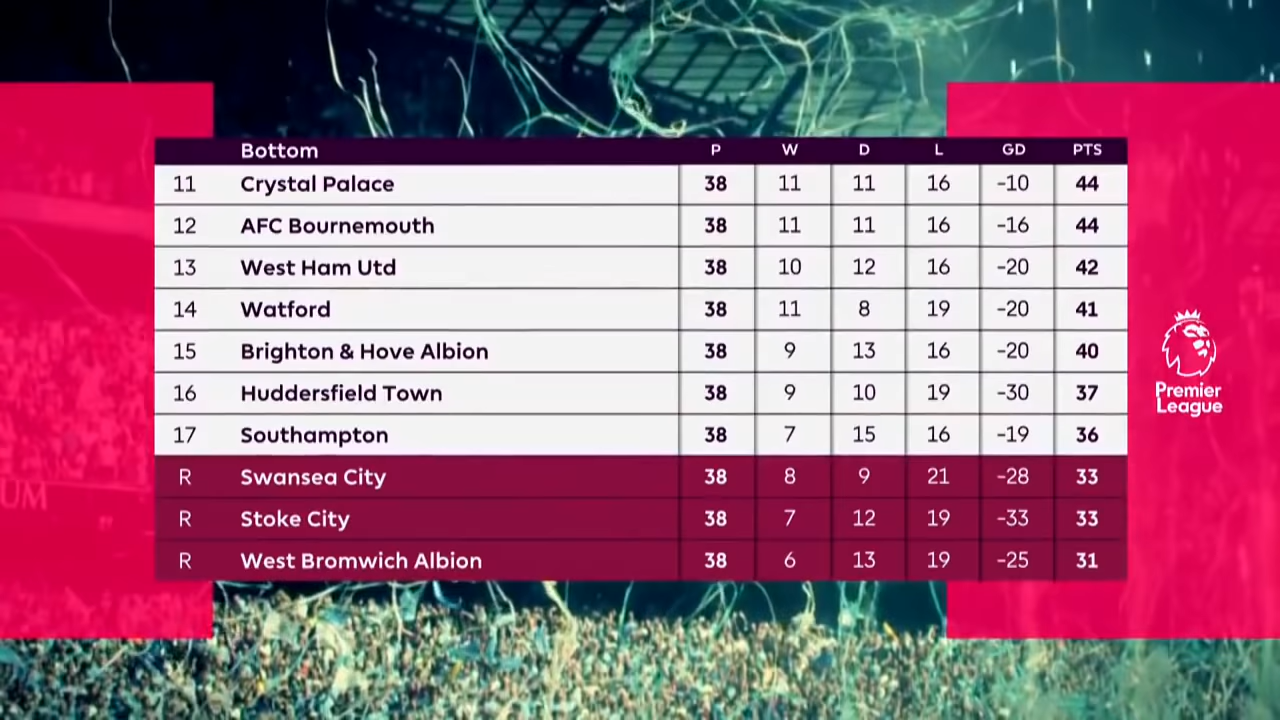 Bottom P W D L GD PTS
11 Crystal Palace 38 11 11 16 -10 44
12 AFC Bournemouth 38 11 11 16 -16 44
13 West Ham Utd 38 10 12 16 -20 42
14 Watford 38 11 8 19 -20 41
15 Brighton & Hove Albion 38 9 13 16 -20 40
16 Huddersfield Town 38 9 10 19 -30 37
17 Southampton 38 7 15 16 -19 36
R Swansea City 38 8 9 21 -28 33
R Stoke City 38 7 12 19 -33 33
R West Bromwich Albion 38 6 13 19 -25 31
Premier
League
UM